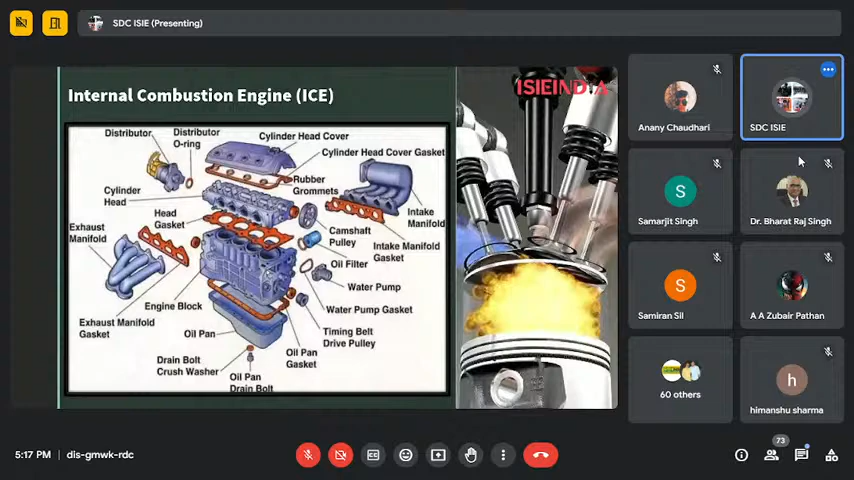 SDC ISIE (Presenting)
Internal Combustion Engine (ICE)
ISIEINDIA
Distributor
Distributor
O-ring
Cylinder Head Cover
Cylinder Head Cover Gasket
Rubber
Grommets
Cylinder
Head
Head
Gasket
Intake
Manifold
Camshaft
Pulley
Intake Manifold
Gasket
Exhaust
Manifold
Oil Filter
Water Pump
Engine Block
Water Pump Gasket
Exhaust Manifold
Gasket
Oil Pan
Timing Belt
Drive Pulley
Oil Pan
Gasket
Drain Bolt
Crush Washer
Oil Pan
Drain Bolt
Anany Chaudhari
SDC ISIE
S
Samarjit Singh
Dr. Bharat Raj Singh
S
Samiran Sil
A A Zubair Pathan
60 others
h
himanshu sharma
5:17 PM
dis-gmwk-rdc
73